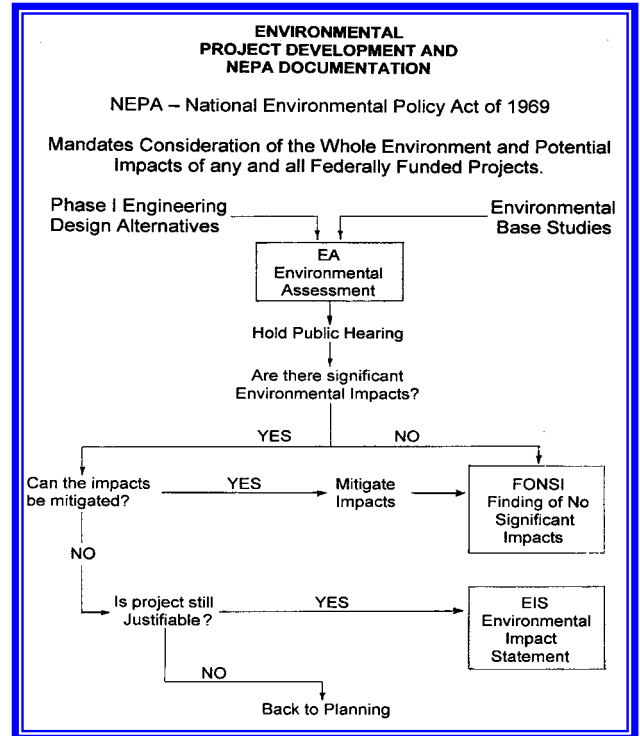 ENVIRONMENTAL
PROJECT DEVELOPMENT AND
NEPA DOCUMENTATION
NEPA – National Environmental Policy Act of 1969
Mandates Consideration of the Whole Environment and Potential
Impacts of any and all Federally Funded Projects.
Phase I Engineering
Design Alternatives
Environmental
Base Studies
EA
Environmental
Assessment
Hold Public Hearing
Are there significant
Environmental Impacts?
YES
NO
Can the impacts
be mitigated?
YES
Mitigate
Impacts
FONSI
Finding of No
Significant
Impacts
NO
Is project still
Justifiable?
YES
EIS
Environmental
Impact
Statement
NO
Back to Planning